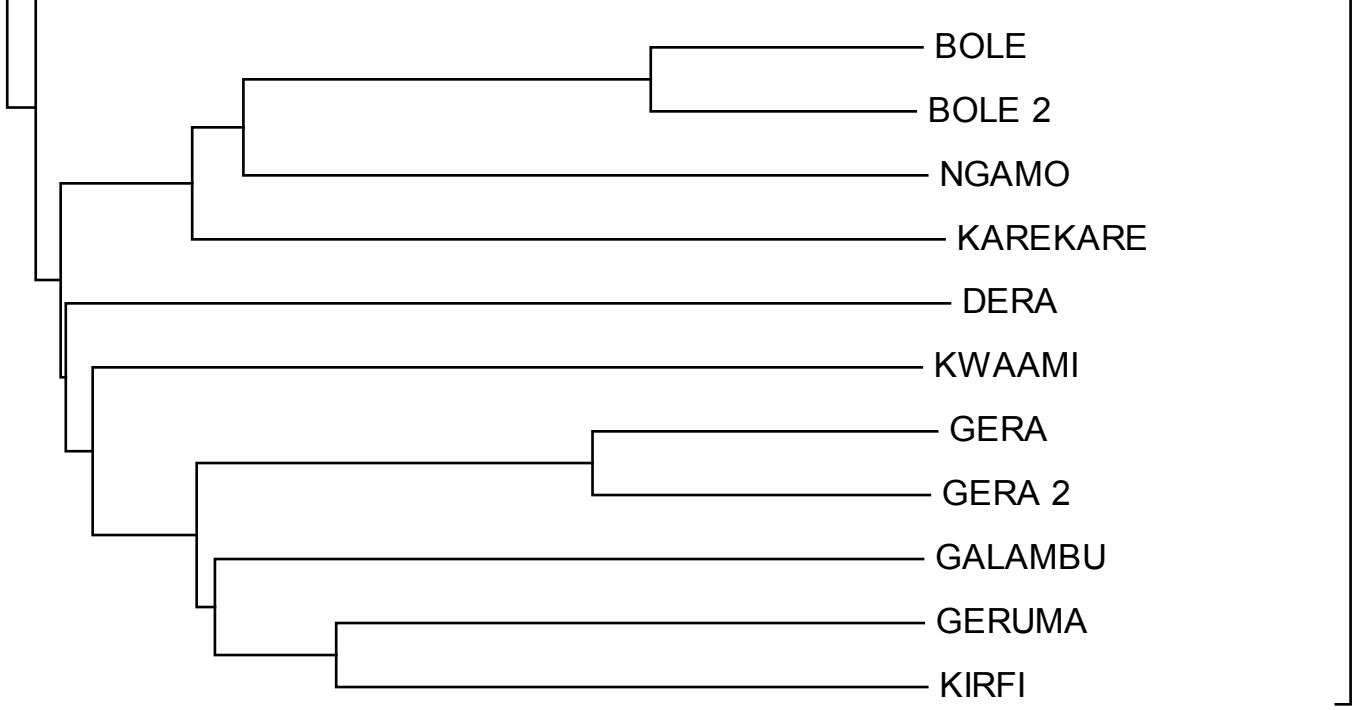 BOLE
BOLE 2
NGAMO
KAREKARE
DERA
KWAAMI
GERA
GERA 2
GALAMBU
GERUMA
KIRFI